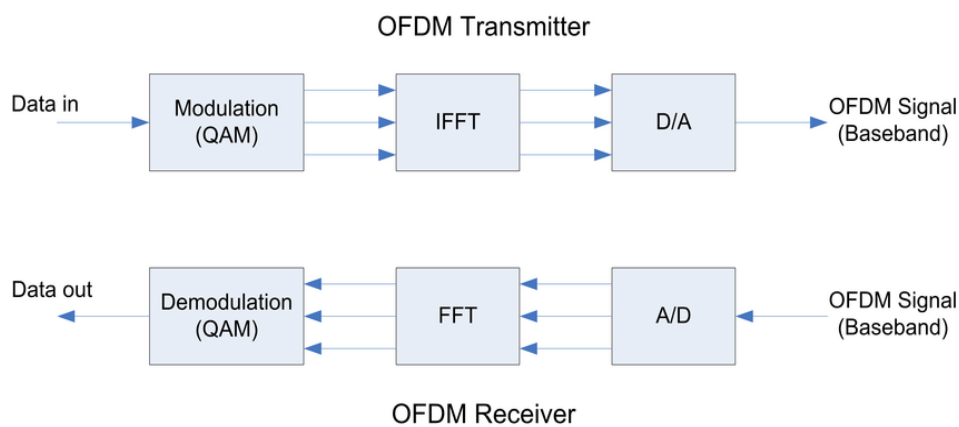 OFDM Transmitter
Data in
Modulation
(QAM)
IFFT
D/A
OFDM Signal
(Baseband)
Data out
Demodulation
(QAM)
FFT
A/D
OFDM Signal
(Baseband)
OFDM Receiver